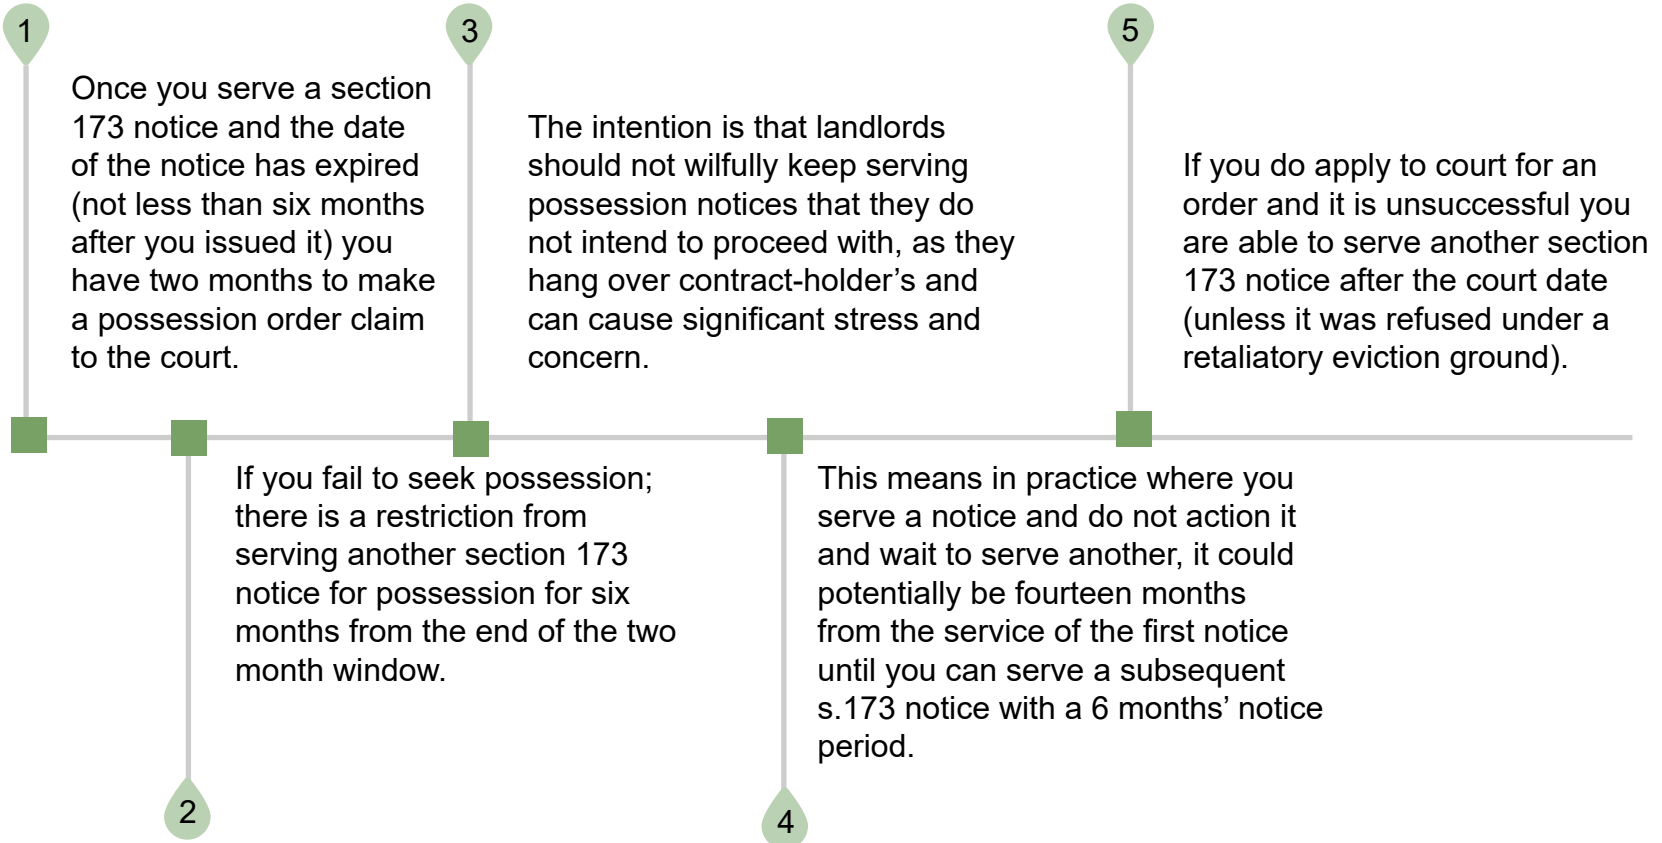 1
Once you serve a section
173 notice and the date
of the notice has expired
(not less than six months
after you issued it) you
have two months to make
a possession order claim
to the court.
2
If you fail to seek possession;
there is a restriction from
serving another section 173
notice for possession for six
months from the end of the two
month window.
3
The intention is that landlords
should not wilfully keep serving
possession notices that they do
not intend to proceed with, as they
hang over contract-holder’s and
can cause significant stress and
concern.
4
This means in practice where you
serve a notice and do not action it
and wait to serve another, it could
potentially be fourteen months
from the service of the first notice
until you can serve a subsequent
s.173 notice with a 6 months’ notice
period.
5
If you do apply to court for an
order and it is unsuccessful you
are able to serve another section
173 notice after the court date
(unless it was refused under a
retaliatory eviction ground).